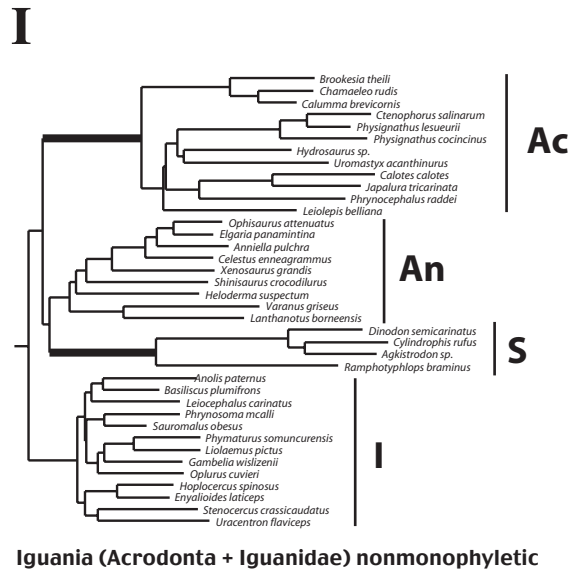 I
Brookesia theili
Chamaeleo rudis
Calumma brevicornis
Ctenophorus salinarum
Physignathus lesueurii
Physignathus cocincinus
Hydrosaurus sp.
Uromastyx acanthinurus
Calotes calotes
Japalura tricarinata
Phrynocephalus raddei
Leiolepis belliana
Ac
Ophisaurus attenuatus
Elgaria panamintina
Anniella pulchra
Celestus enneagrammus
Xenosaurus grandis
Shinisaurus crocodilurus
Heloderma suspectum
Varanus griseus
Lanthanotus borneensis
An
Dinodon semicarinatus
Cylindrophis rufus
Agkistrodon sp.
Ramphotyphlops braminus
S
Anolis paternus
Basiliscus plumifrons
Leiocephalus carinatus
Phrynosoma mcalli
Sauromalus obesus
Phymaturus somuncurensis
Liolaemus pictus
Gambelia wislizenii
Oplurus cuvieri
Hoplocercus spinosus
Enyalioides laticeps
Stenocercus crassicaudatus
Uracentron flaviceps
I
Iguania (Acrodonta + Iguanidae) nonmonophyletic